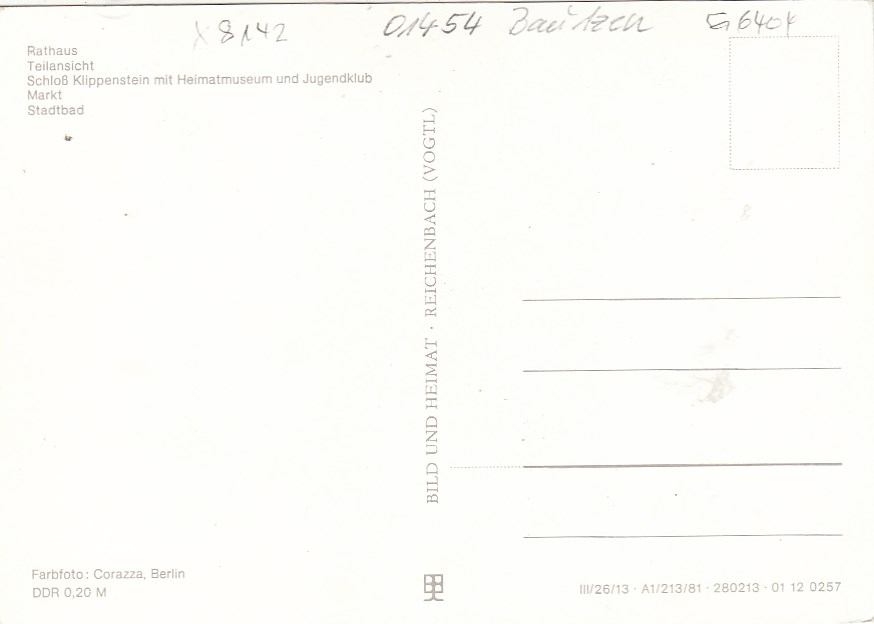 8142 01454 Bautzen
Rathaus
Teilansicht
Schloß Klippenstein mit Heimatmuseum und Jugendklub
Markt
Stadtbad
BILD UND HEIMAT · REICHENBACH (VOGTL)
Farbfoto: Corazza, Berlin
DDR 0,20 M
III/26/13 · A1/213/81 · 280213 · 01 12 0257